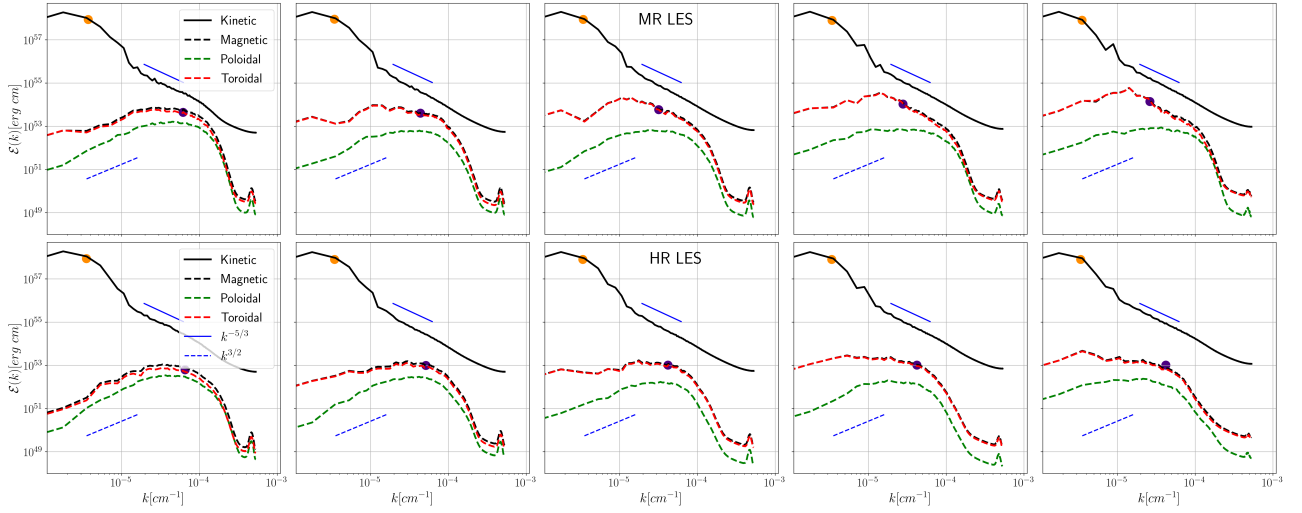 MR LES
Kinetic
Magnetic
Poloidal
Toroidal
10^57
10^55
10^53
10^51
10^49
ℰ(k)[erg cm]
HR LES
Kinetic
Magnetic
Poloidal
Toroidal
k^{-5/3}
k^{3/2}
10^57
10^55
10^53
10^51
10^49
ℰ(k)[erg cm]
10^-5 10^-4 10^-3 10^-5 10^-4 10^-3 10^-5 10^-4 10^-3 10^-5 10^-4 10^-3 10^-5 10^-4 10^-3
k[cm^-1] k[cm^-1] k[cm^-1] k[cm^-1] k[cm^-1]